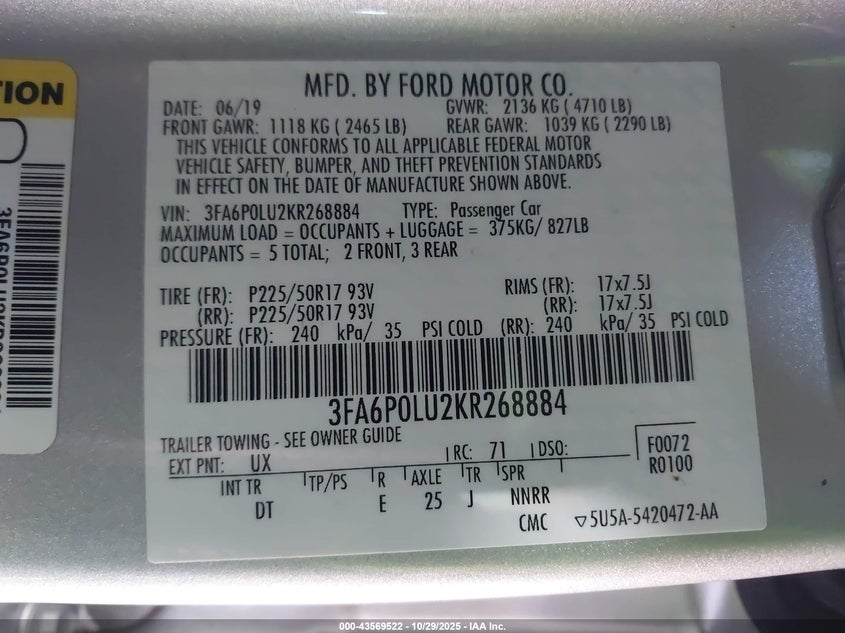 TION
MFD. BY FORD MOTOR CO.
DATE: 06/19 GVWR: 2136 KG ( 4710 LB)
FRONT GAWR: 1118 KG ( 2465 LB) REAR GAWR: 1039 KG ( 2290 LB)
THIS VEHICLE CONFORMS TO ALL APPLICABLE FEDERAL MOTOR
VEHICLE SAFETY, BUMPER, AND THEFT PREVENTION STANDARDS
IN EFFECT ON THE DATE OF MANUFACTURE SHOWN ABOVE.
VIN: 3FA6P0LU2KR268884 TYPE: Passenger Car
MAXIMUM LOAD = OCCUPANTS + LUGGAGE = 375KG/ 827LB
OCCUPANTS = 5 TOTAL; 2 FRONT, 3 REAR
TIRE (FR): P225/50R17 93V RIMS (FR): 17x7.5J
(RR): P225/50R17 93V (RR): 17x7.5J
PRESSURE (FR): 240 kPa/ 35 PSI COLD (RR): 240 kPa/ 35 PSI COLD
3FA6P0LU2KR268884
TRAILER TOWING - SEE OWNER GUIDE
EXT PNT: UX RC: 71 DSO: F0072
R0100
INT TR TP/PS R AXLE TR SPR
DT E 25 J NNRR
CMC ▽5U5A-5420472-AA
000-43569522 - 10/29/2025 - IAA Inc.